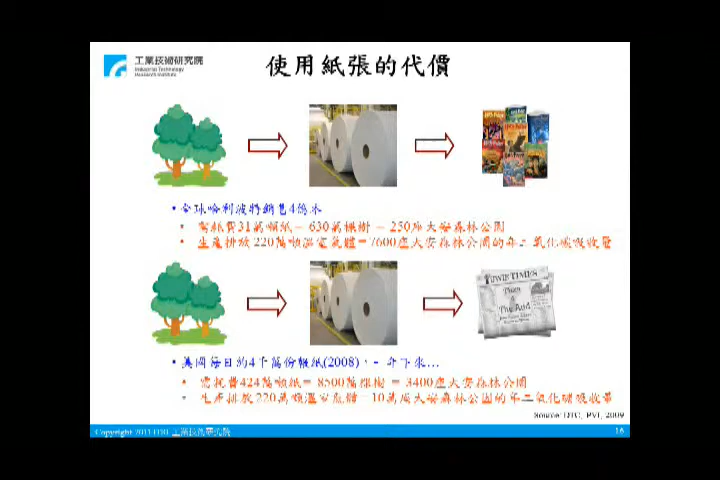 工業技術研究院
Industrial Technology
Research Institute
使用紙張的代價
• 全球哈利波特銷售4億本
• 需耗費31萬噸紙= 630萬棵樹 = 250座大安森林公園
• 生產排放220萬噸溫室氣體=7600座大安森林公園的年二氧化碳吸收量
TOWIE TIMES
The And
• 美國每日約4千萬份報紙(2008)，一年下來…
• 需耗費424萬噸紙= 8500萬棵樹 = 3400座大安森林公園
• 生產排放220萬噸溫室氣體=10萬座大安森林公園的年二氧化碳吸收量
Source: DTC, PVI, 2009
Copyright 2011 ITRI 工業技術研究院
16